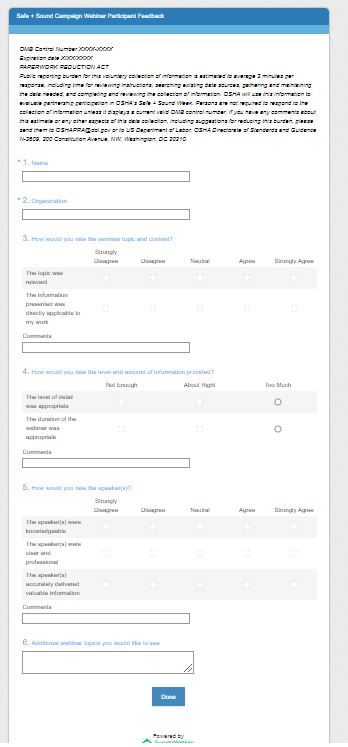 Safe + Sound Campaign Webinar Participant Feedback
OMB Control Number XXXX-XXXX
Expiration date XX/XX/XXXX
PAPERWORK REDUCTION ACT
Public reporting burden for this voluntary collection of information is estimated to average 3 minutes per
response, including time for reviewing instructions, searching existing data sources, gathering and maintaining
the data needed, and completing and reviewing the collection of information. OSHA will use this information to
evaluate partnership participation in OSHA's Safe + Sound Week. Persons are not required to respond to the
collection of information unless it displays a current valid OMB control number. If you have any comments about
this estimate or any other aspects of this data collection, including suggestions for reducing this burden, please
send them to OSHAPRA@dol.gov or to US Department of Labor, OSHA Directorate of Standards and Guidance
N-3609, 200 Constitution Avenue, NW, Washington, DC 20210.
* 1. Name
* 2. Organization
3. How would you rate the seminar topic and content?
Strongly
Disagree Disagree Neutral Agree Strongly Agree
The topic was
relevant
The information
presented was
directly applicable to
my work
Comments
4. How would you rate the level and amount of information provided?
Not Enough About Right Too Much
The level of detail
was appropriate
The duration of the
webinar was
appropriate
Comments
5. How would you rate the speaker(s)?
Strongly
Disagree Disagree Neutral Agree Strongly Agree
The speaker(s) were
knowledgeable
The speaker(s) were
clear and
professional
The speaker(s)
accurately delivered
valuable information
Comments
6. Additional webinar topics you would like to see
Done
Powered by